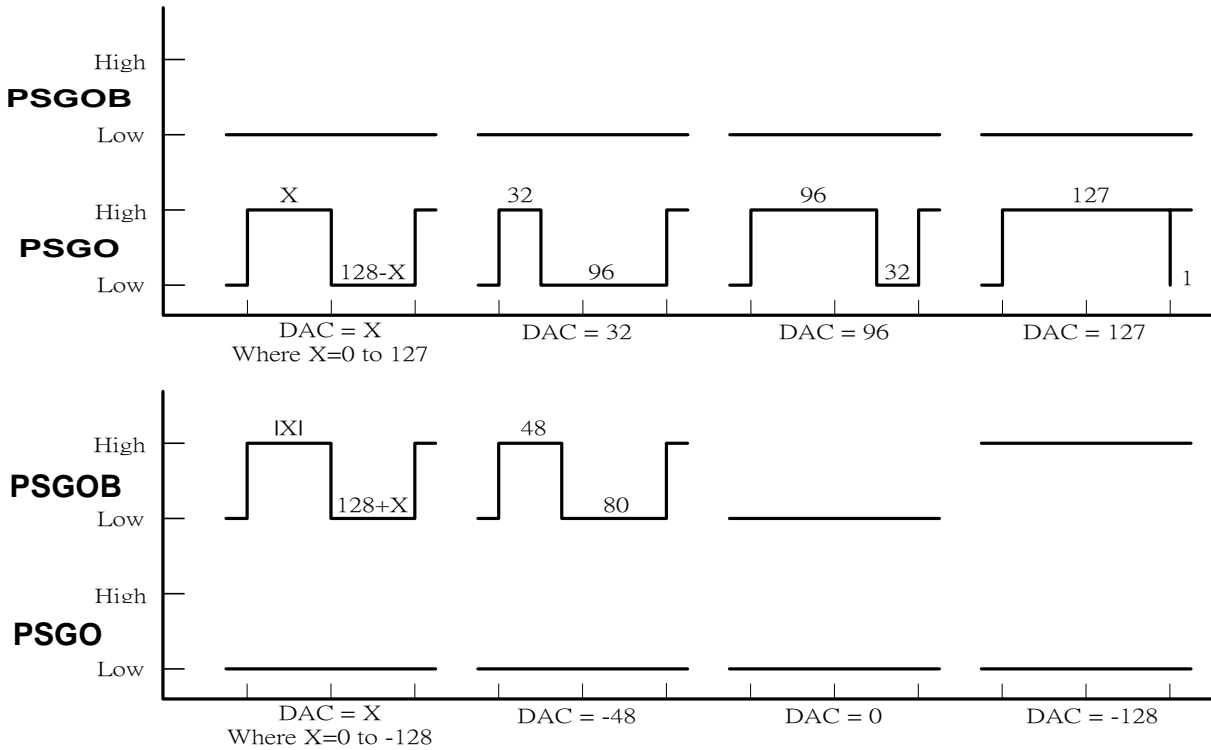 High
PSGOB
Low
High
X
32
96
127
PSGO
Low
128-X
96
32
1
DAC = X
Where X=0 to 127
DAC = 32
DAC = 96
DAC = 127
High
|X|
48
PSGOB
Low
128+X
80
High
PSGO
Low
DAC = X
Where X=0 to -128
DAC = -48
DAC = 0
DAC = -128